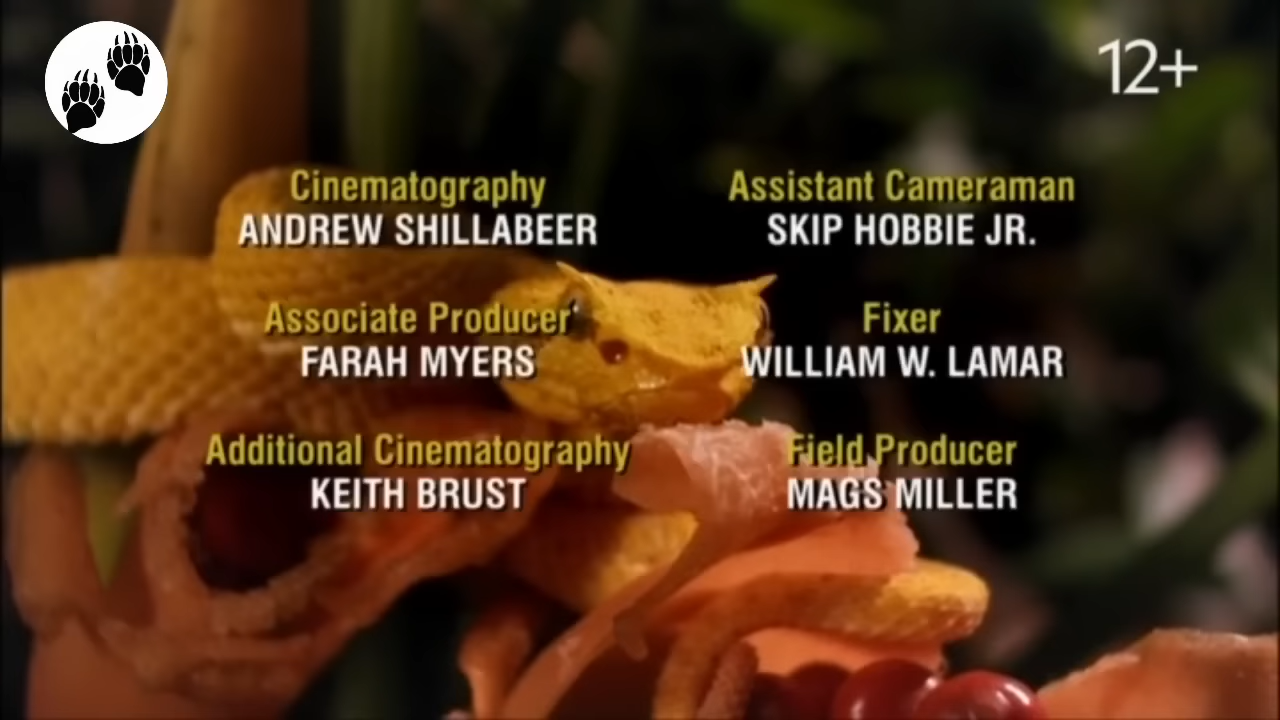 12+
Cinematography
ANDREW SHILLABEER
Assistant Cameraman
SKIP HOBBIE JR.
Associate Producer
FARAH MYERS
Fixer
WILLIAM W. LAMAR
Additional Cinematography
KEITH BRUST
Field Producer
MAGS MILLER